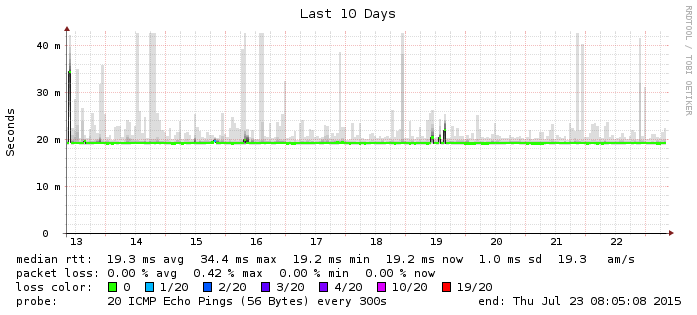 Last 10 Days
RRDTOOL / TOBI OETIKER
Seconds
40 m
30 m
20 m
10 m
0
13 14 15 16 17 18 19 20 21 22
median rtt: 19.3 ms avg 34.4 ms max 19.2 ms min 19.2 ms now 1.0 ms sd 19.3 am/s
packet loss: 0.00 % avg 0.42 % max 0.00 % min 0.00 % now
loss color: 0 1/20 2/20 3/20 4/20 10/20 19/20
probe: 20 ICMP Echo Pings (56 Bytes) every 300s end: Thu Jul 23 08:05:08 2015